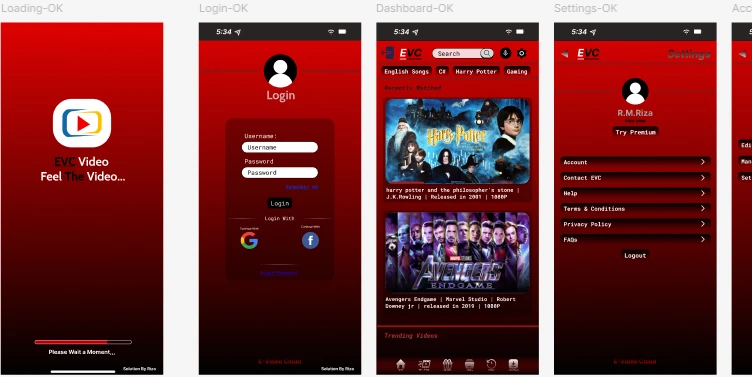 Loading-OK
EVC Video
Feel The Video...
Please Wait a Moment,,,
Solution By Riza
Login-OK
5:34
Login
Username:
Username
Password
Password
Remember me
Login
Login With
Continue With
Continue With
E-Video Cloud
Solution By Riza
Dashboard-OK
5:34
EVC
Search
English Songs
C#
Harry Potter
Gaming
Recently Watched
Harry Potter
harry potter and the philosopher's stone |
J.K.Rowling | Released in 2001 | 1080P
MARVEL STUDIOS
AVENGERS
ENDGAME
Avengers Endgame | Marvel Studio | Robert
Downey jr | released in 2019 | 1080P
Trending Videos
Settings-OK
5:34
EVC
Settings
R.M.Riza
Try Premium
Account
Contact EVC
Help
Terms & Conditions
Privacy Policy
FAQs
Logout
E-Video Cloud
Acc
Edi
Man
Set